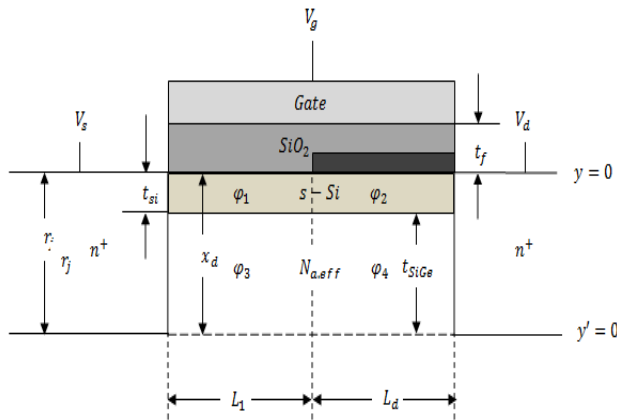 V_g
Gate
V_s
V_d
SiO_2
t_f
y = 0
t_si
φ_1
s − Si
φ_2
r_j
n^+
x_d
φ_3
N_a,eff
φ_4
t_SiGe
n^+
y′ = 0
L_1
L_d